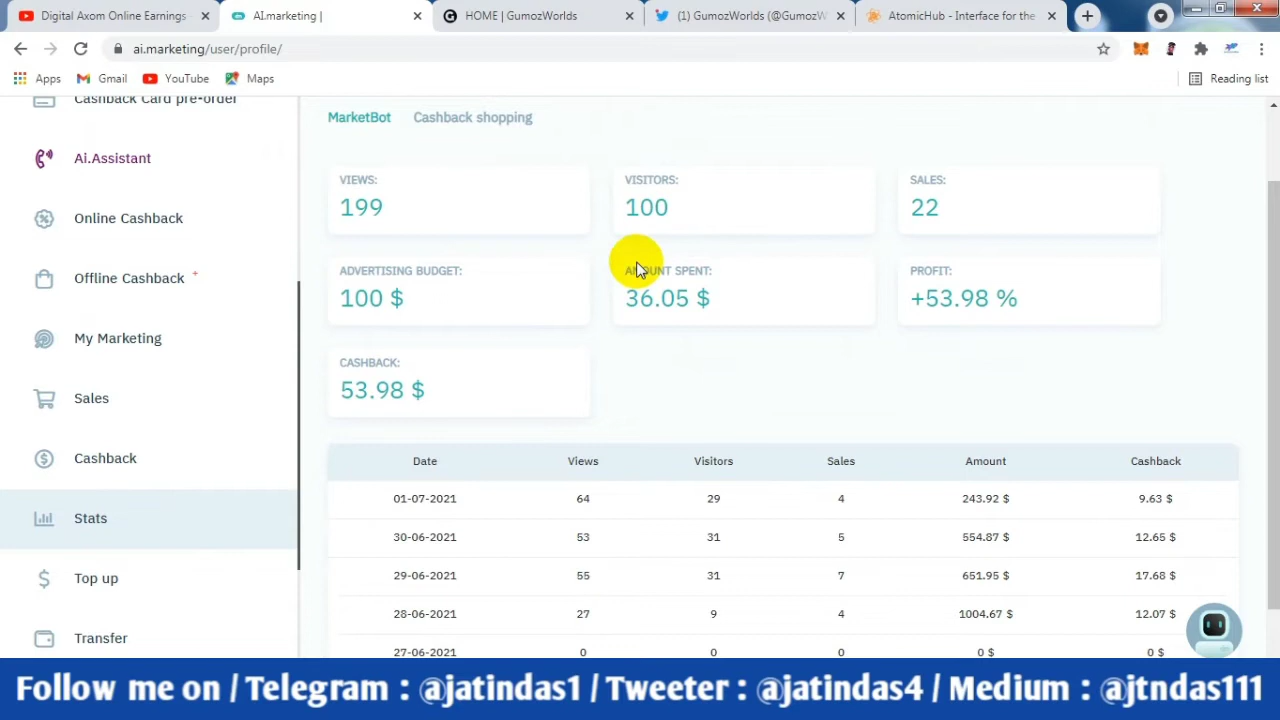 Digital Axom Online Earnings
AI.marketing |
HOME | GumozWorlds
(1) GumozWorlds (@GumozW
AtomicHub - Interface for the
ai.marketing/user/profile/
Apps
Gmail
YouTube
Maps
Reading list
Cashback Card pre-order
Ai.Assistant
Online Cashback
Offline Cashback +
My Marketing
Sales
Cashback
Stats
Top up
Transfer
MarketBot Cashback shopping
VIEWS:
199
VISITORS:
100
SALES:
22
ADVERTISING BUDGET:
100 $
AMOUNT SPENT:
36.05 $
PROFIT:
+53.98 %
CASHBACK:
53.98 $
Date Views Visitors Sales Amount Cashback
01-07-2021 64 29 4 243.92 $ 9.63 $
30-06-2021 53 31 5 554.87 $ 12.65 $
29-06-2021 55 31 7 651.95 $ 17.68 $
28-06-2021 27 9 4 1004.67 $ 12.07 $
27-06-2021 0 0 0 0 $ 0 $
Follow me on / Telegram : @jatindas1 / Tweeter : @jatindas4 / Medium : @jtndas111